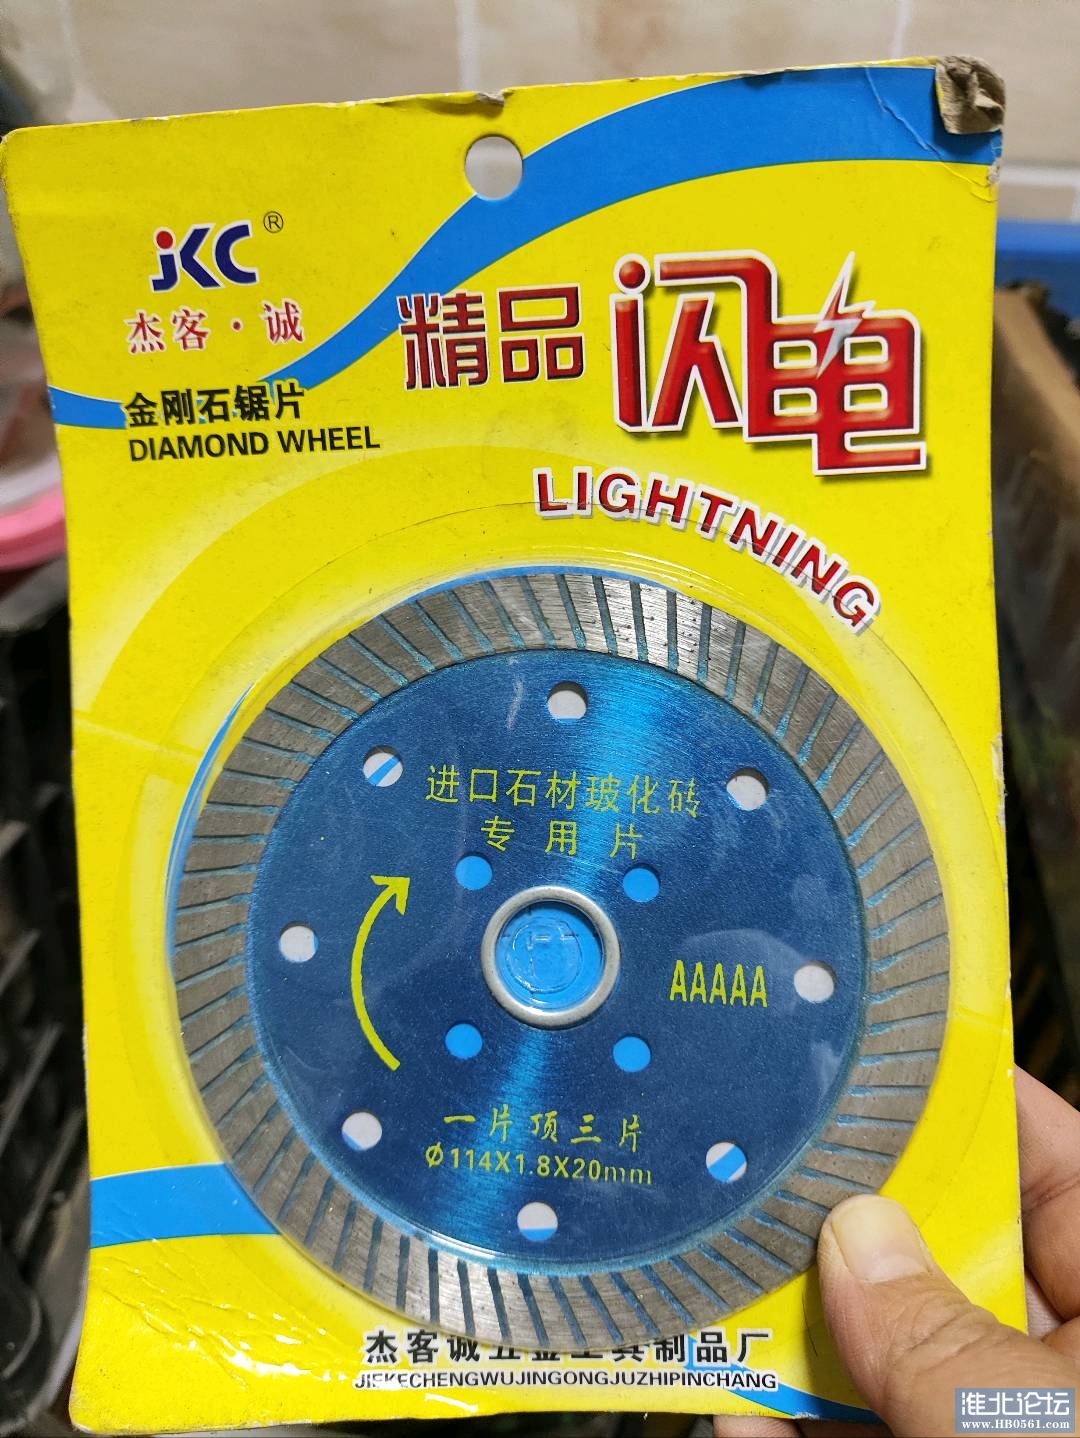 JKC®
杰客·诚
精品闪电
金刚石锯片
DIAMOND WHEEL
LIGHTNING
进口石材玻化砖
专用片
AAAAA
一片顶三片
Φ114X1.8X20mm
杰客诚五金工具制品厂
JIEKECHENGWUJINGONGJUZHIPINCHANG
淮北论坛
www.HB0561.com